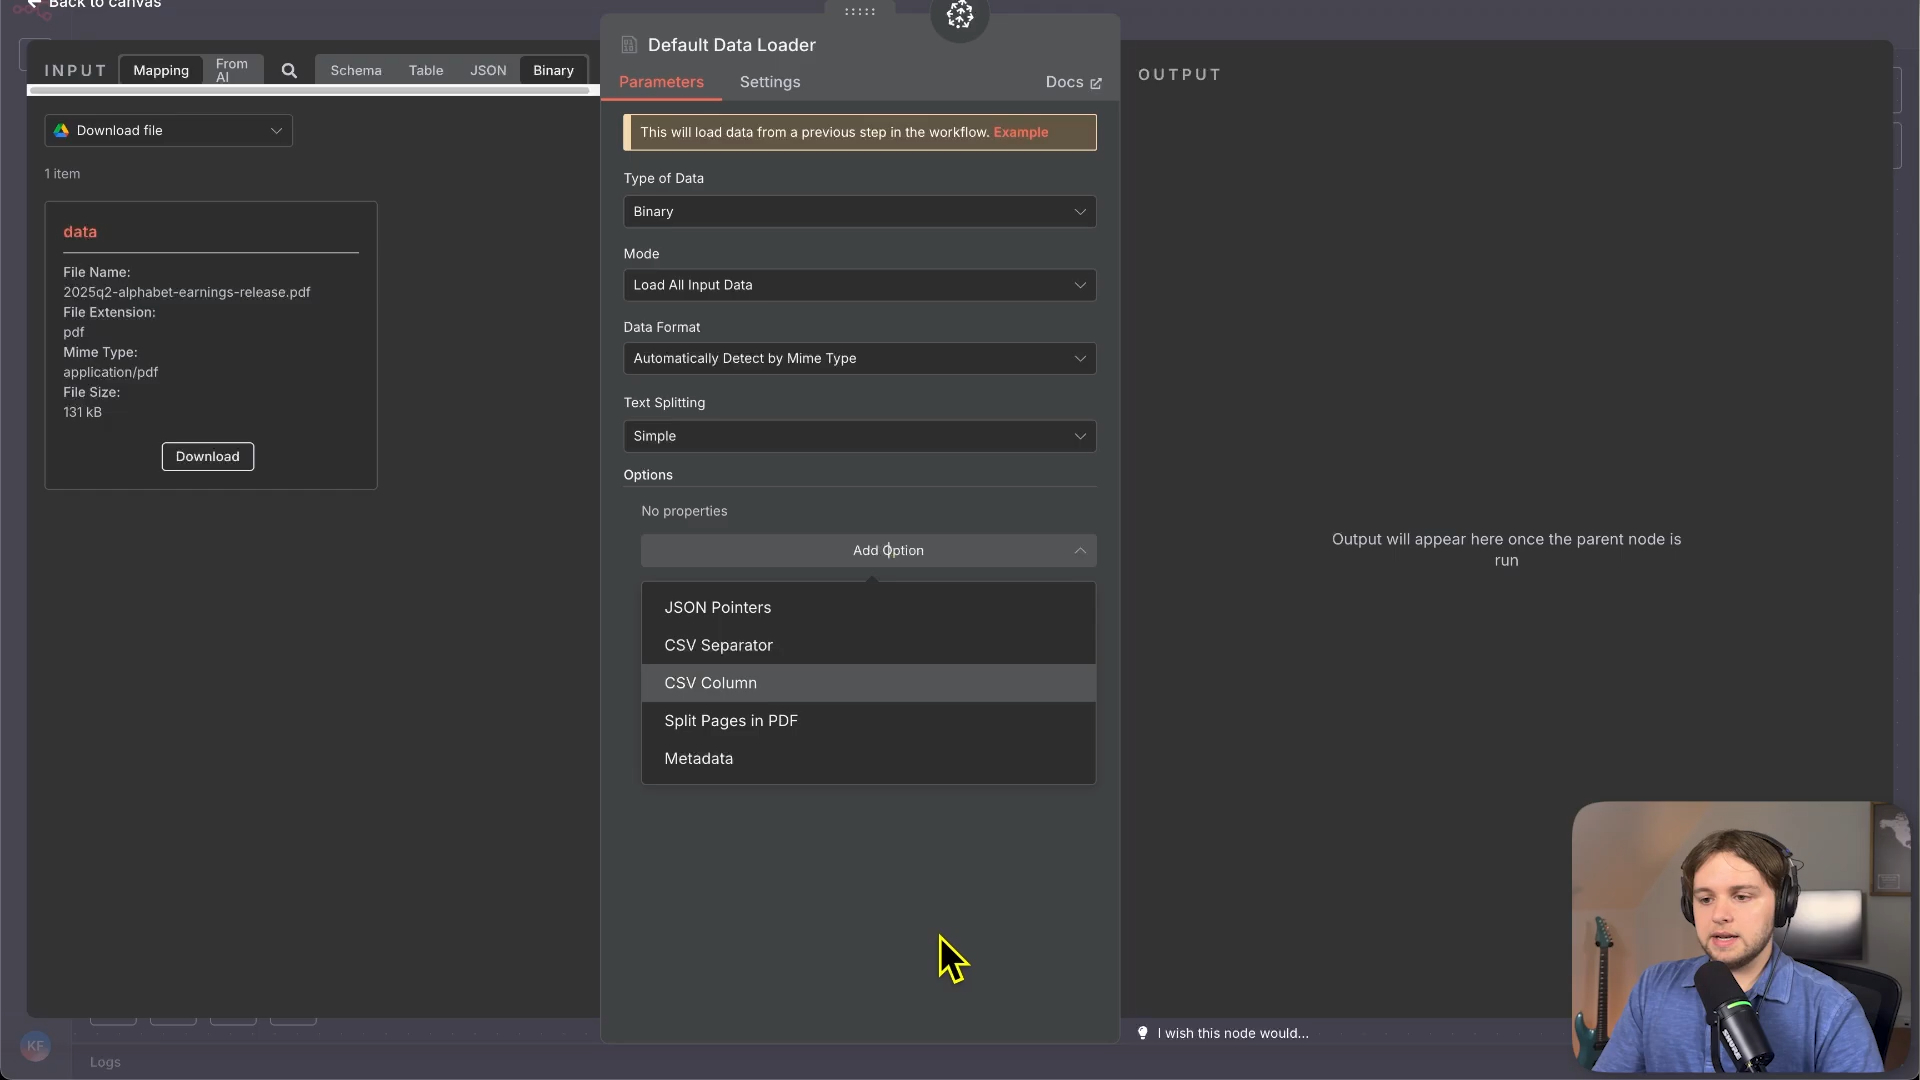 Back to canvas
INPUT
Mapping
From AI
Schema
Table
JSON
Binary
Download file
1 item
data
File Name:
2025q2-alphabet-earnings-release.pdf
File Extension:
pdf
Mime Type:
application/pdf
File Size:
131 kB
Download
Default Data Loader
Parameters
Settings
Docs
This will load data from a previous step in the workflow. Example
Type of Data
Binary
Mode
Load All Input Data
Data Format
Automatically Detect by Mime Type
Text Splitting
Simple
Options
No properties
Add Option
JSON Pointers
CSV Separator
CSV Column
Split Pages in PDF
Metadata
OUTPUT
Output will appear here once the parent node is
run
I wish this node would...
KF
Logs
SHURE